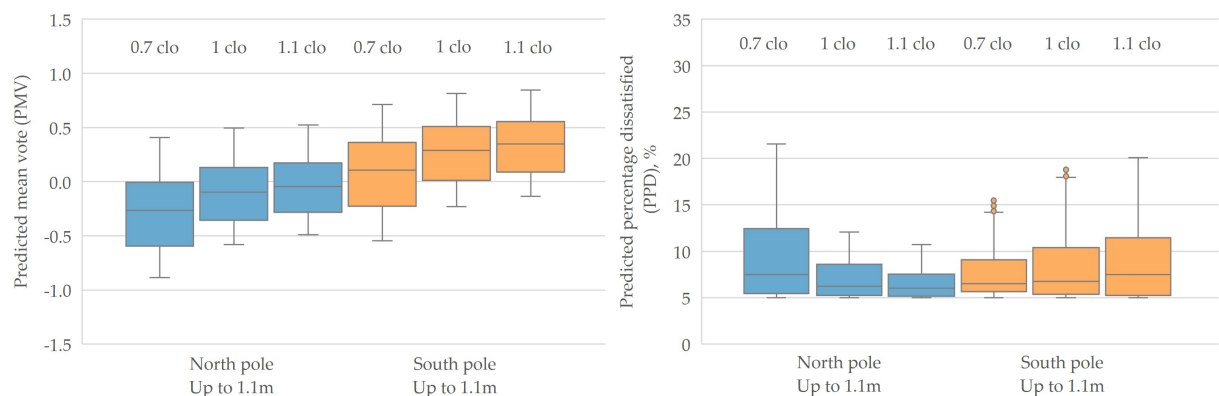 Predicted mean vote (PMV)
1.5
1.0
0.5
0.0
-0.5
-1.0
-1.5
0.7 clo 1 clo 1.1 clo 0.7 clo 1 clo 1.1 clo
North pole
Up to 1.1m
South pole
Up to 1.1m
Predicted percentage dissatisfied
(PPD), %
35
30
25
20
15
10
5
0
0.7 clo 1 clo 1.1 clo 0.7 clo 1 clo 1.1 clo
North pole
Up to 1.1m
South pole
Up to 1.1m